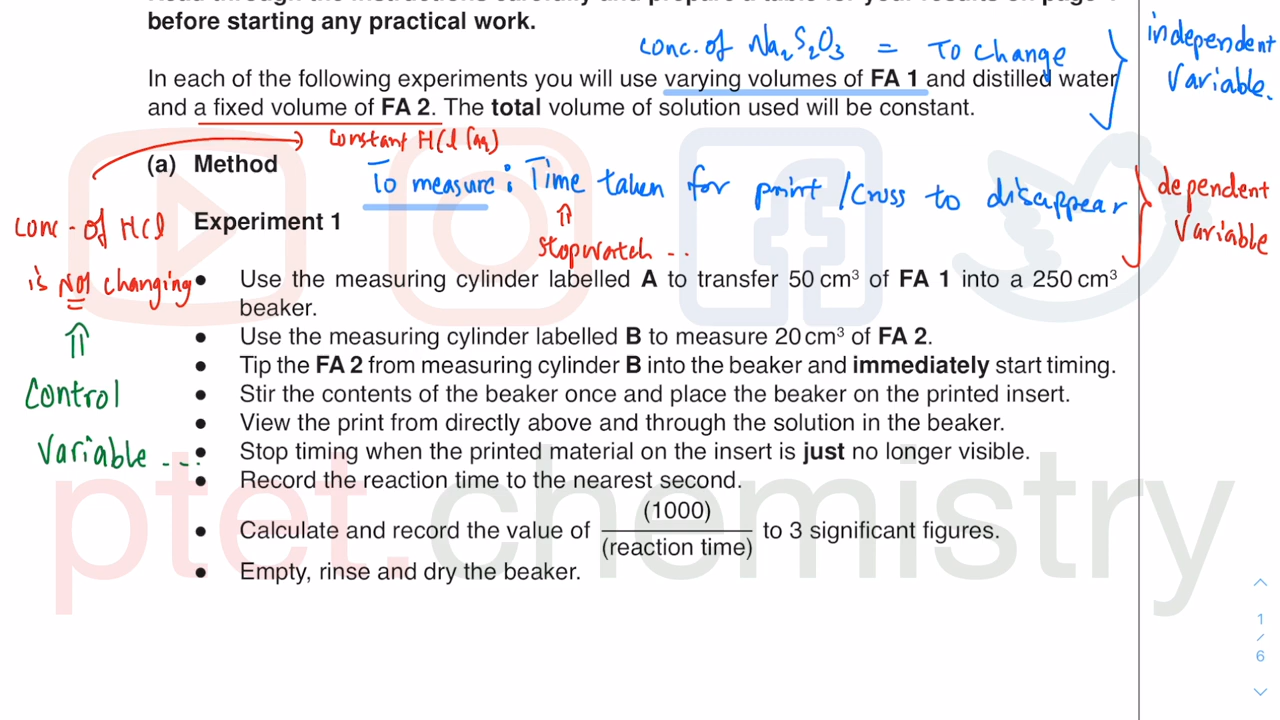 before starting any practical work.
conc. of Na₂S₂O₃ = To change
independent
variable.
In each of the following experiments you will use varying volumes of FA 1 and distilled water
and a fixed volume of FA 2. The total volume of solution used will be constant.
constant HCl (aq)
(a) Method
To measure : Time taken for print / cross to disappear
dependent
variable
conc. of HCl
is NOT changing
Control
Variable ...
Experiment 1
stopwatch ..
• Use the measuring cylinder labelled A to transfer 50 cm³ of FA 1 into a 250 cm³
beaker.
• Use the measuring cylinder labelled B to measure 20 cm³ of FA 2.
• Tip the FA 2 from measuring cylinder B into the beaker and immediately start timing.
• Stir the contents of the beaker once and place the beaker on the printed insert.
• View the print from directly above and through the solution in the beaker.
• Stop timing when the printed material on the insert is just no longer visible.
• Record the reaction time to the nearest second.
• Calculate and record the value of (1000) / (reaction time) to 3 significant figures.
• Empty, rinse and dry the beaker.
ptet.chemistry
1
/
6